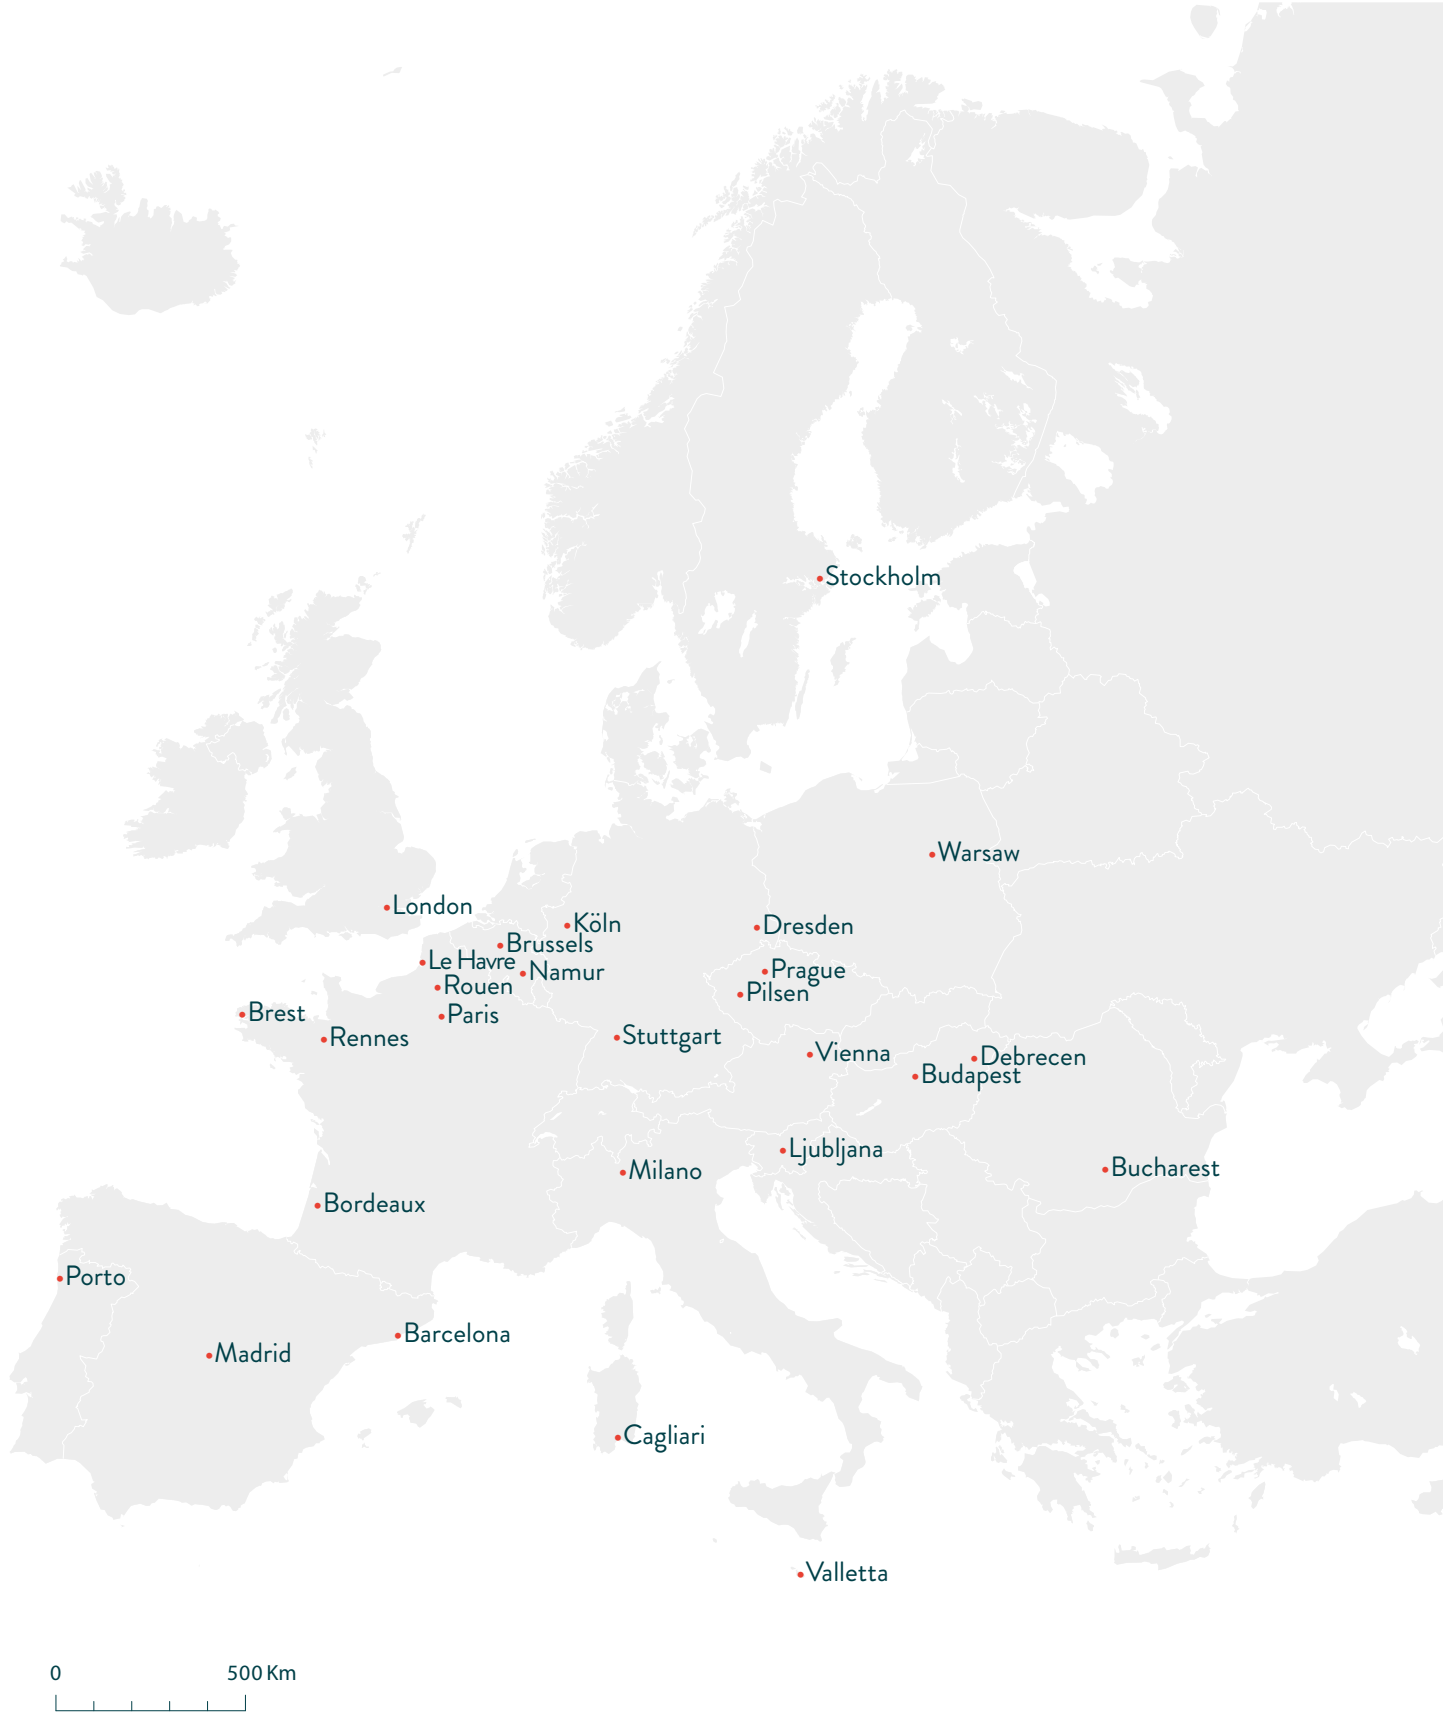 Stockholm
Warsaw
London
Köln
Dresden
Brussels
Le Havre
Prague
Namur
Rouen
Pilsen
Brest
Paris
Rennes
Stuttgart
Vienna
Debrecen
Budapest
Ljubljana
Bucharest
Milano
Bordeaux
Porto
Barcelona
Madrid
Cagliari
Valletta
0 500 Km